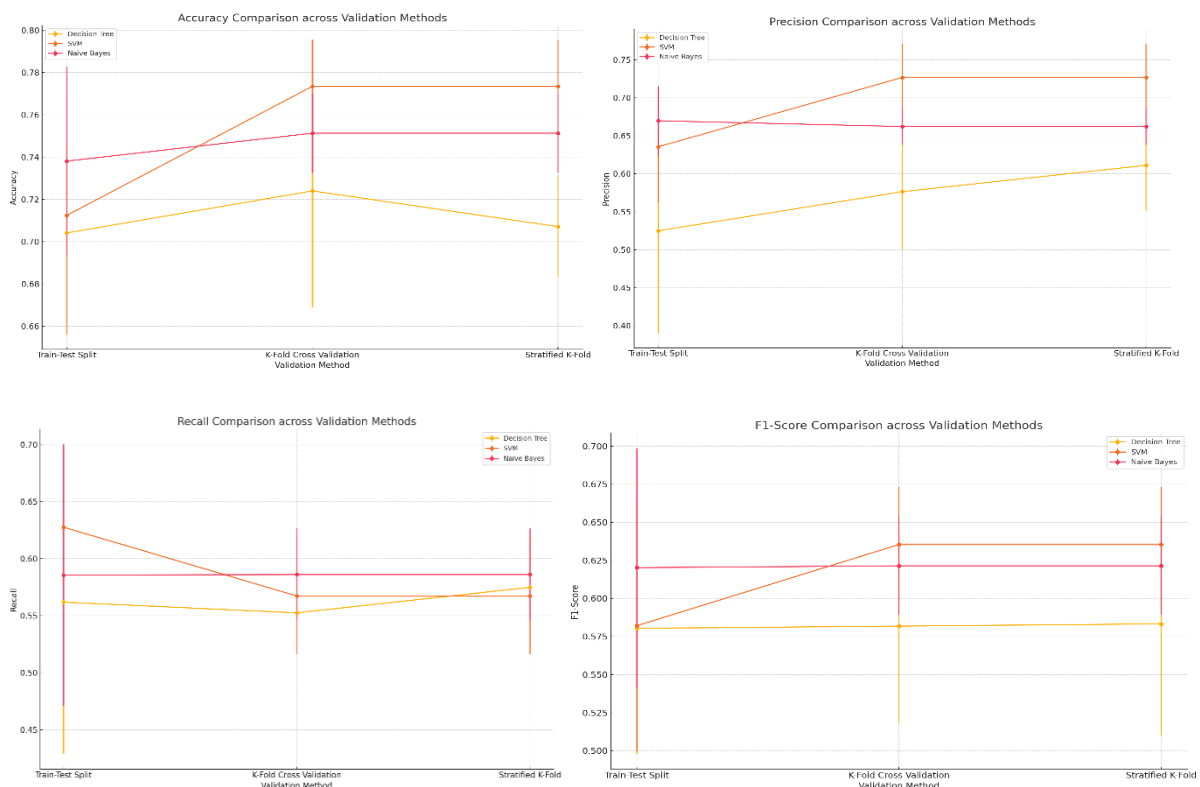 Accuracy Comparison across Validation Methods
Decision Tree
SVM
Naive Bayes
0.80
0.78
0.76
0.74
0.72
0.70
0.68
0.66
Accuracy
Train-Test Split
K-Fold Cross Validation
Stratified K-Fold
Validation Method
Precision Comparison across Validation Methods
Decision Tree
SVM
Naive Bayes
0.75
0.70
0.65
0.60
0.55
0.50
0.45
0.40
Precision
Train-Test Split
K-Fold Cross Validation
Stratified K-Fold
Validation Method
Recall Comparison across Validation Methods
Decision Tree
SVM
Naive Bayes
0.70
0.65
0.60
0.55
0.50
0.45
Recall
Train-Test Split
K-Fold Cross Validation
Stratified K-Fold
Validation Method
F1-Score Comparison across Validation Methods
Decision Tree
SVM
Naive Bayes
0.700
0.675
0.650
0.625
0.600
0.575
0.550
0.525
0.500
F1-Score
Train-Test Split
K-Fold Cross Validation
Stratified K-Fold
Validation Method